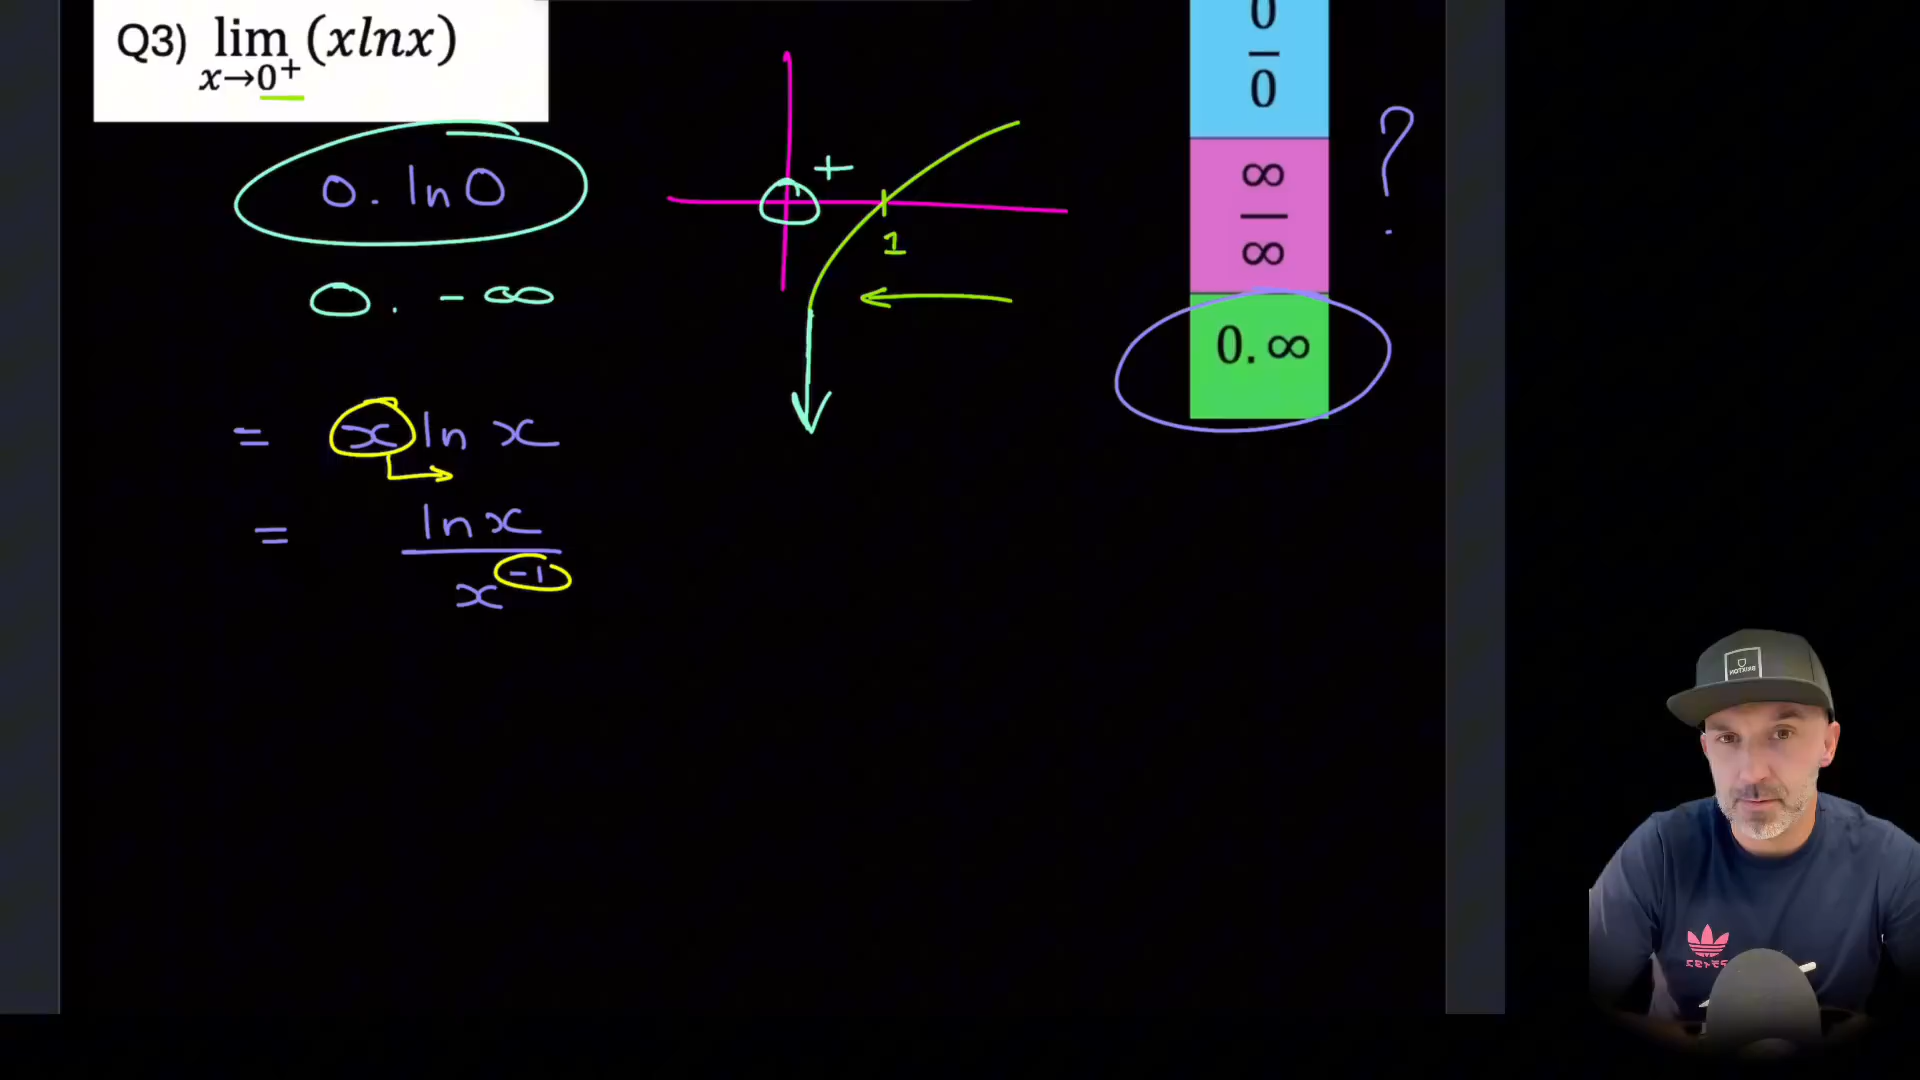 Q3) lim (xlnx)
x→0⁺
0 . ln 0
0 . - ∞
= x ln x
= ln x
x⁻¹
+
1
0
0
∞
∞
0.∞
?